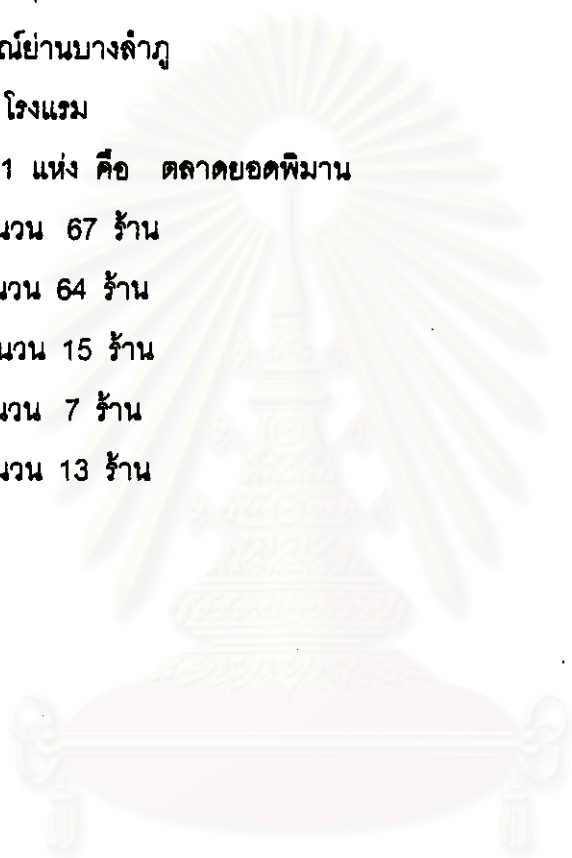 ณ์ย่านบางลำภู
โรงแรม
1 แห่ง คือ ตลาดยอดพิมาน
นวน 67 ร้าน
นวน 64 ร้าน
นวน 15 ร้าน
นวน 7 ร้าน
นวน 13 ร้าน